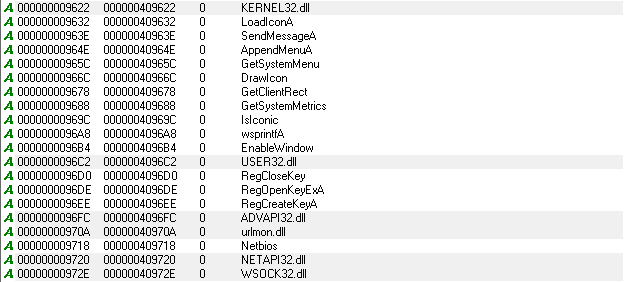 A 000000009622 000000409622 0 KERNEL32.dll
A 000000009632 000000409632 0 LoadIconA
A 00000000963E 00000040963E 0 SendMessageA
A 00000000964E 00000040964E 0 AppendMenuA
A 00000000965C 00000040965C 0 GetSystemMenu
A 00000000966C 00000040966C 0 DrawIcon
A 000000009678 000000409678 0 GetClientRect
A 000000009688 000000409688 0 GetSystemMetrics
A 00000000969C 00000040969C 0 IsIconic
A 0000000096A8 0000004096A8 0 wsprintfA
A 0000000096B4 0000004096B4 0 EnableWindow
A 0000000096C2 0000004096C2 0 USER32.dll
A 0000000096D0 0000004096D0 0 RegCloseKey
A 0000000096DE 0000004096DE 0 RegOpenKeyExA
A 0000000096EE 0000004096EE 0 RegCreateKeyA
A 0000000096FC 0000004096FC 0 ADVAPI32.dll
A 00000000970A 00000040970A 0 urlmon.dll
A 000000009718 000000409718 0 Netbios
A 000000009720 000000409720 0 NETAPI32.dll
A 00000000972E 00000040972E 0 WSOCK32.dll